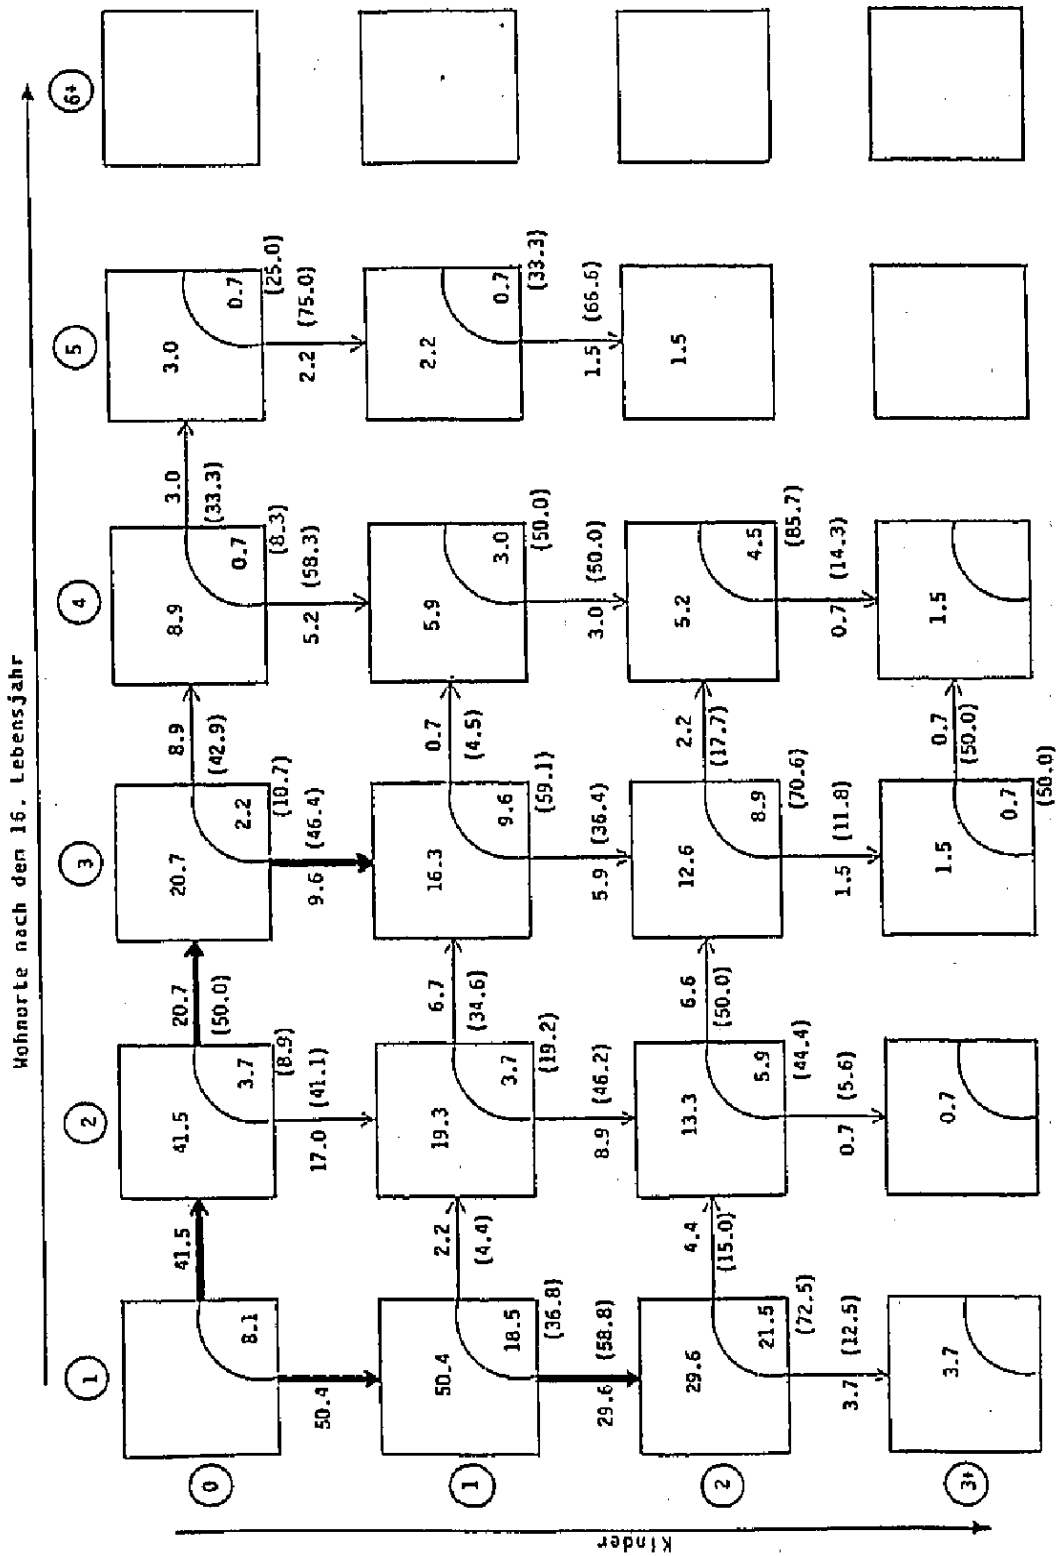 Wohnorte nach dem 16. Lebensjahr
1 2 3 4 5 6+
Kinder
0 41.5 41.5 20.7 20.7 8.9 8.9 3.0 3.0
(50.0) (42.9) (33.3)
8.1 3.7 2.2 0.7 0.7
(8.9) (10.7) (8.3) (25.0)
(41.1) (46.4) (58.3) (75.0)
50.4 17.0 9.6 5.2 2.2
1 50.4 2.2 19.3 6.7 16.3 0.7 5.9 2.2
(4.4) (34.6) (4.5)
18.5 3.7 9.6 3.0 0.7
(36.8) (19.2) (59.1) (50.0) (33.3)
(58.8) (46.2) (36.4) (50.0) (66.6)
29.6 8.9 5.9 3.0 1.5
2 29.6 4.4 13.3 6.6 12.6 2.2 5.2 1.5
(15.0) (50.0) (17.7)
21.5 5.9 8.9 4.5
(72.5) (44.4) (70.6) (85.7)
(12.5) (5.6) (11.8) (14.3)
3.7 0.7 1.5 0.7
3+ 3.7 0.7 1.5 0.7 1.5
(50.0)
0.7
(50.0)